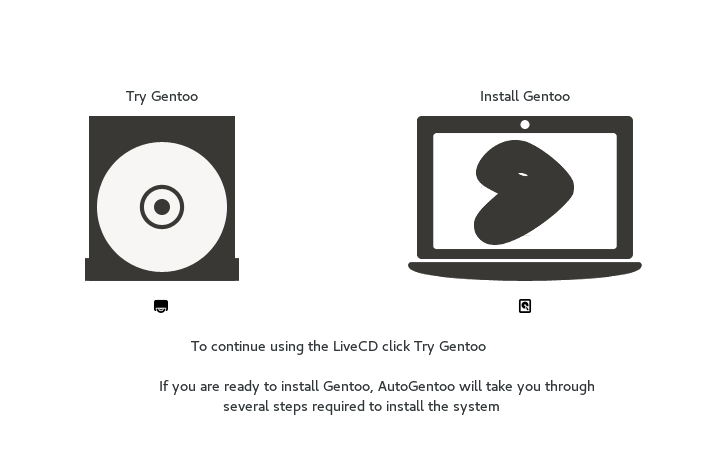 Try Gentoo
Install Gentoo
To continue using the LiveCD click Try Gentoo
If you are ready to install Gentoo, AutoGentoo will take you through
several steps required to install the system